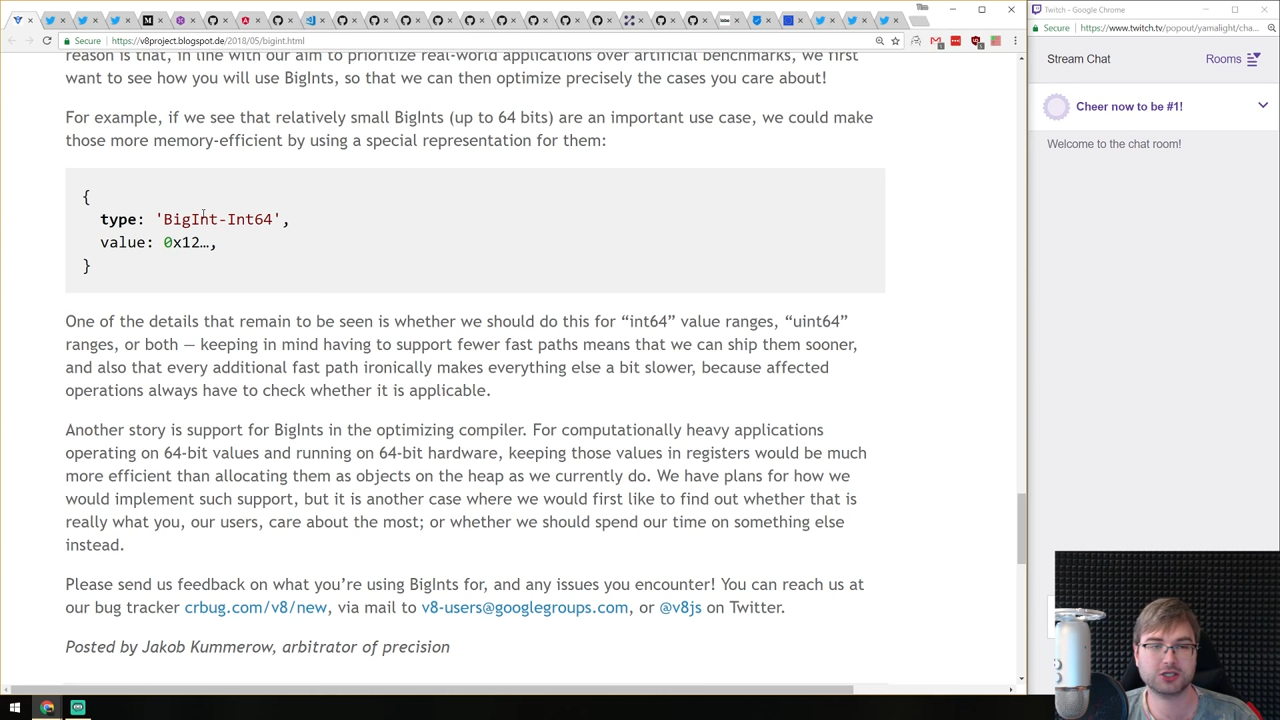 Secure
https://v8project.blogspot.de/2018/05/bigint.html
reason is that, in line with our aim to prioritize real-world applications over artificial benchmarks, we first
want to see how you will use BigInts, so that we can then optimize precisely the cases you care about!
For example, if we see that relatively small BigInts (up to 64 bits) are an important use case, we could make
those more memory-efficient by using a special representation for them:
{
type: 'BigInt-Int64',
value: 0x12…,
}
One of the details that remain to be seen is whether we should do this for “int64” value ranges, “uint64”
ranges, or both — keeping in mind having to support fewer fast paths means that we can ship them sooner,
and also that every additional fast path ironically makes everything else a bit slower, because affected
operations always have to check whether it is applicable.
Another story is support for BigInts in the optimizing compiler. For computationally heavy applications
operating on 64-bit values and running on 64-bit hardware, keeping those values in registers would be much
more efficient than allocating them as objects on the heap as we currently do. We have plans for how we
would implement such support, but it is another case where we would first like to find out whether that is
really what you, our users, care about the most; or whether we should spend our time on something else
instead.
Please send us feedback on what you’re using BigInts for, and any issues you encounter! You can reach us at
our bug tracker crbug.com/v8/new, via mail to v8-users@googlegroups.com, or @v8js on Twitter.
Posted by Jakob Kummerow, arbitrator of precision
Twitch - Google Chrome
Secure
https://www.twitch.tv/popout/yamalight/cha...
Stream Chat
Rooms
Cheer now to be #1!
Welcome to the chat room!